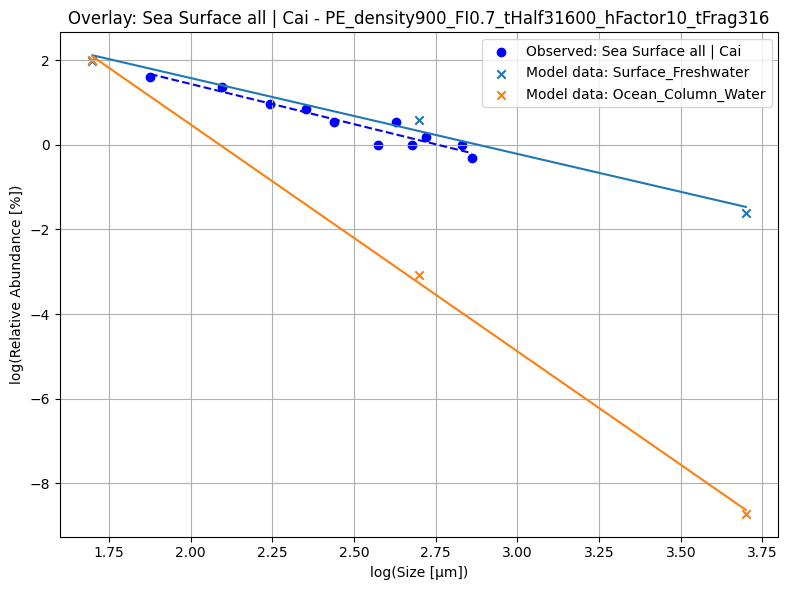 Overlay: Sea Surface all | Cai - PE_density900_FI0.7_tHalf31600_hFactor10_tFrag316
Observed: Sea Surface all | Cai
Model data: Surface_Freshwater
Model data: Ocean_Column_Water
log(Relative Abundance [%])
2
0
−2
−4
−6
−8
1.75 2.00 2.25 2.50 2.75 3.00 3.25 3.50 3.75
log(Size [µm])